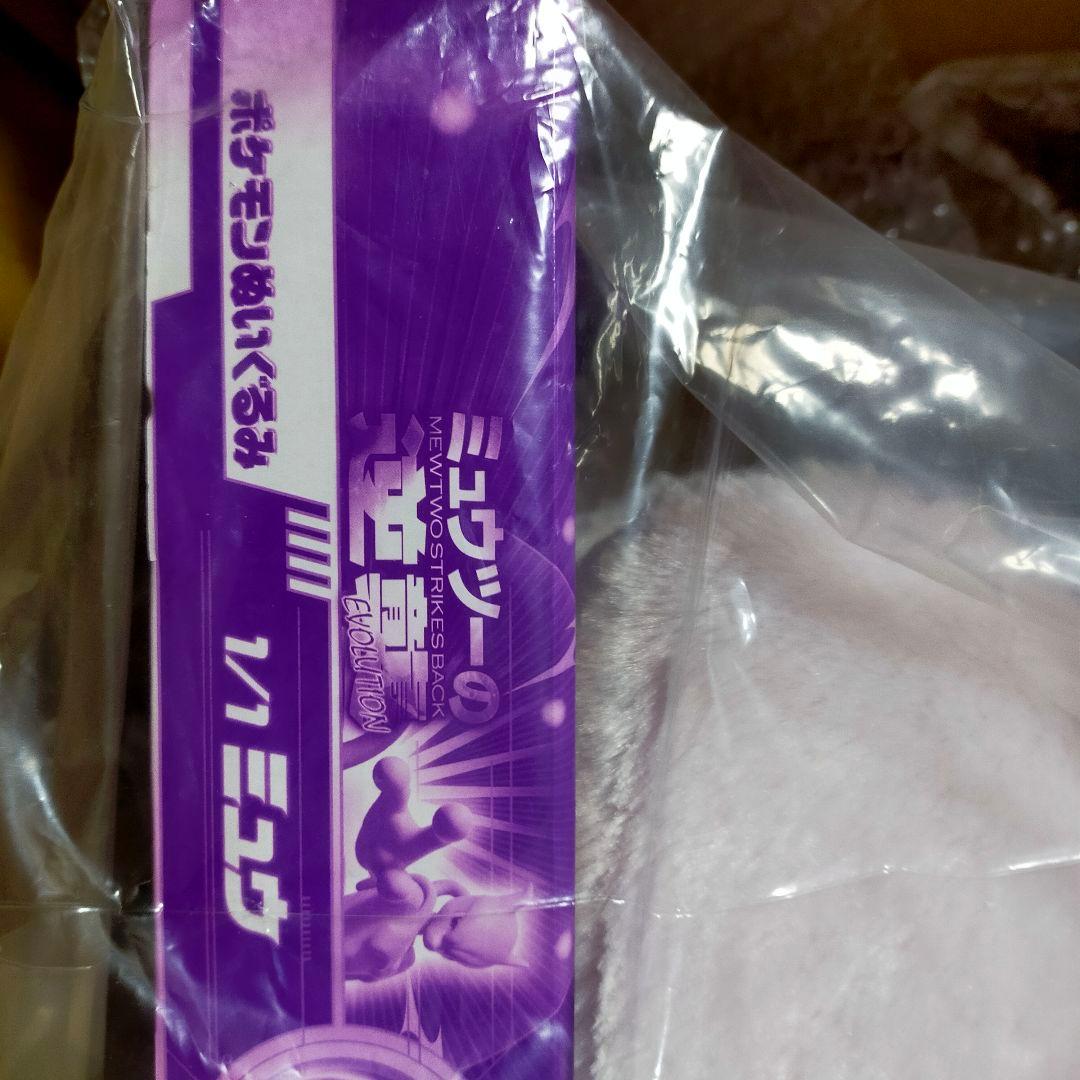 ポケモンぬいぐるみ
1/1 ミュウ
ミュウツーの
MEWTWO STRIKES BACK
逆襲
EVOLUTION